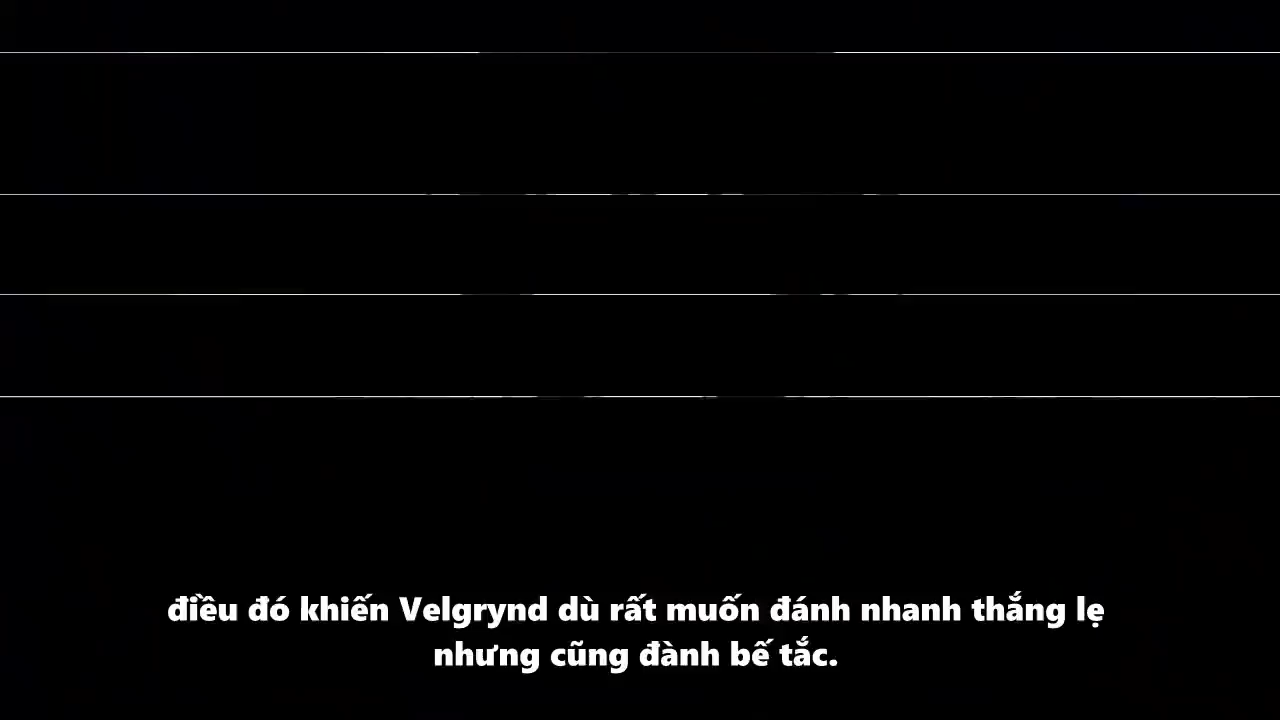 điều đó khiến Velgrynd dù rất muốn đánh nhanh thắng lẹ
nhưng cũng đành bế tắc.